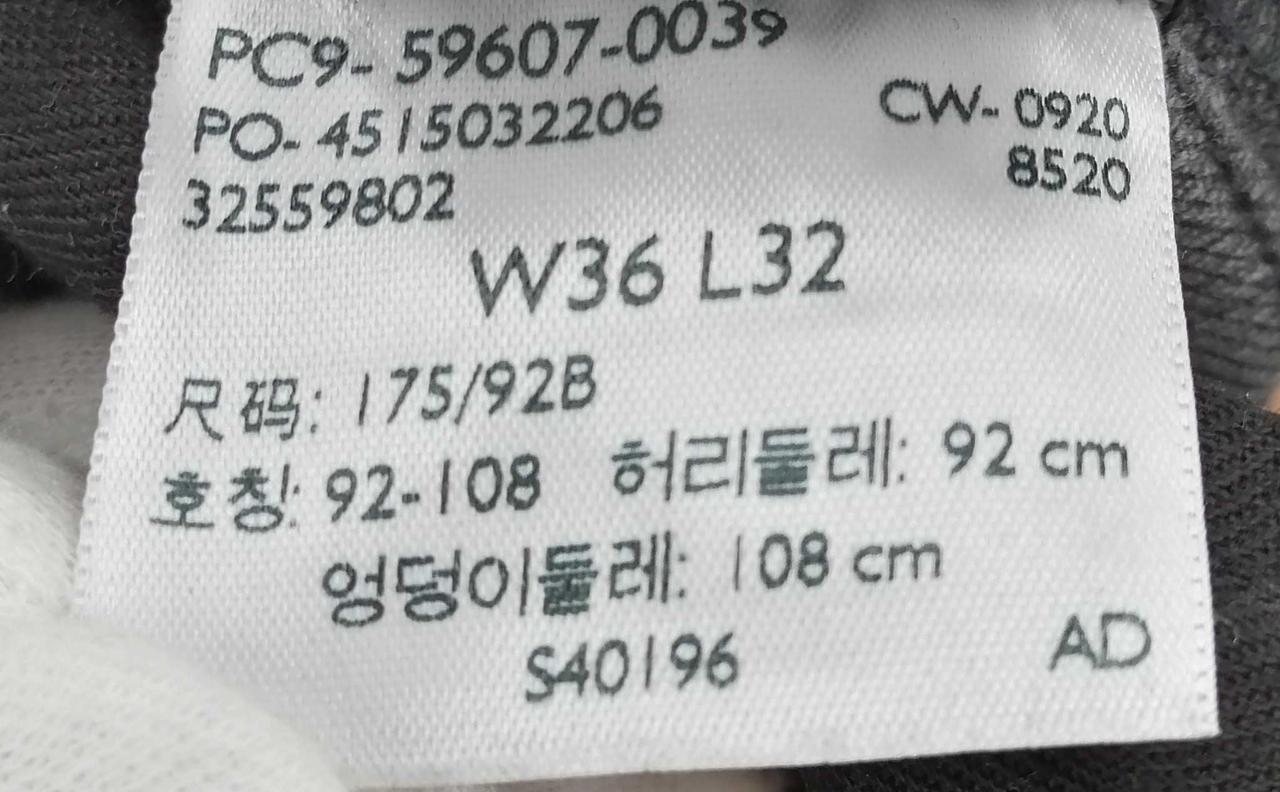 PC9- 59607-0039
PO- 4515032206
CW- 0920
32559802
8520
W36 L32
尺码: 175/92B
호칭: 92-108 허리둘레: 92 cm
엉덩이둘레: 108 cm
S40196
AD